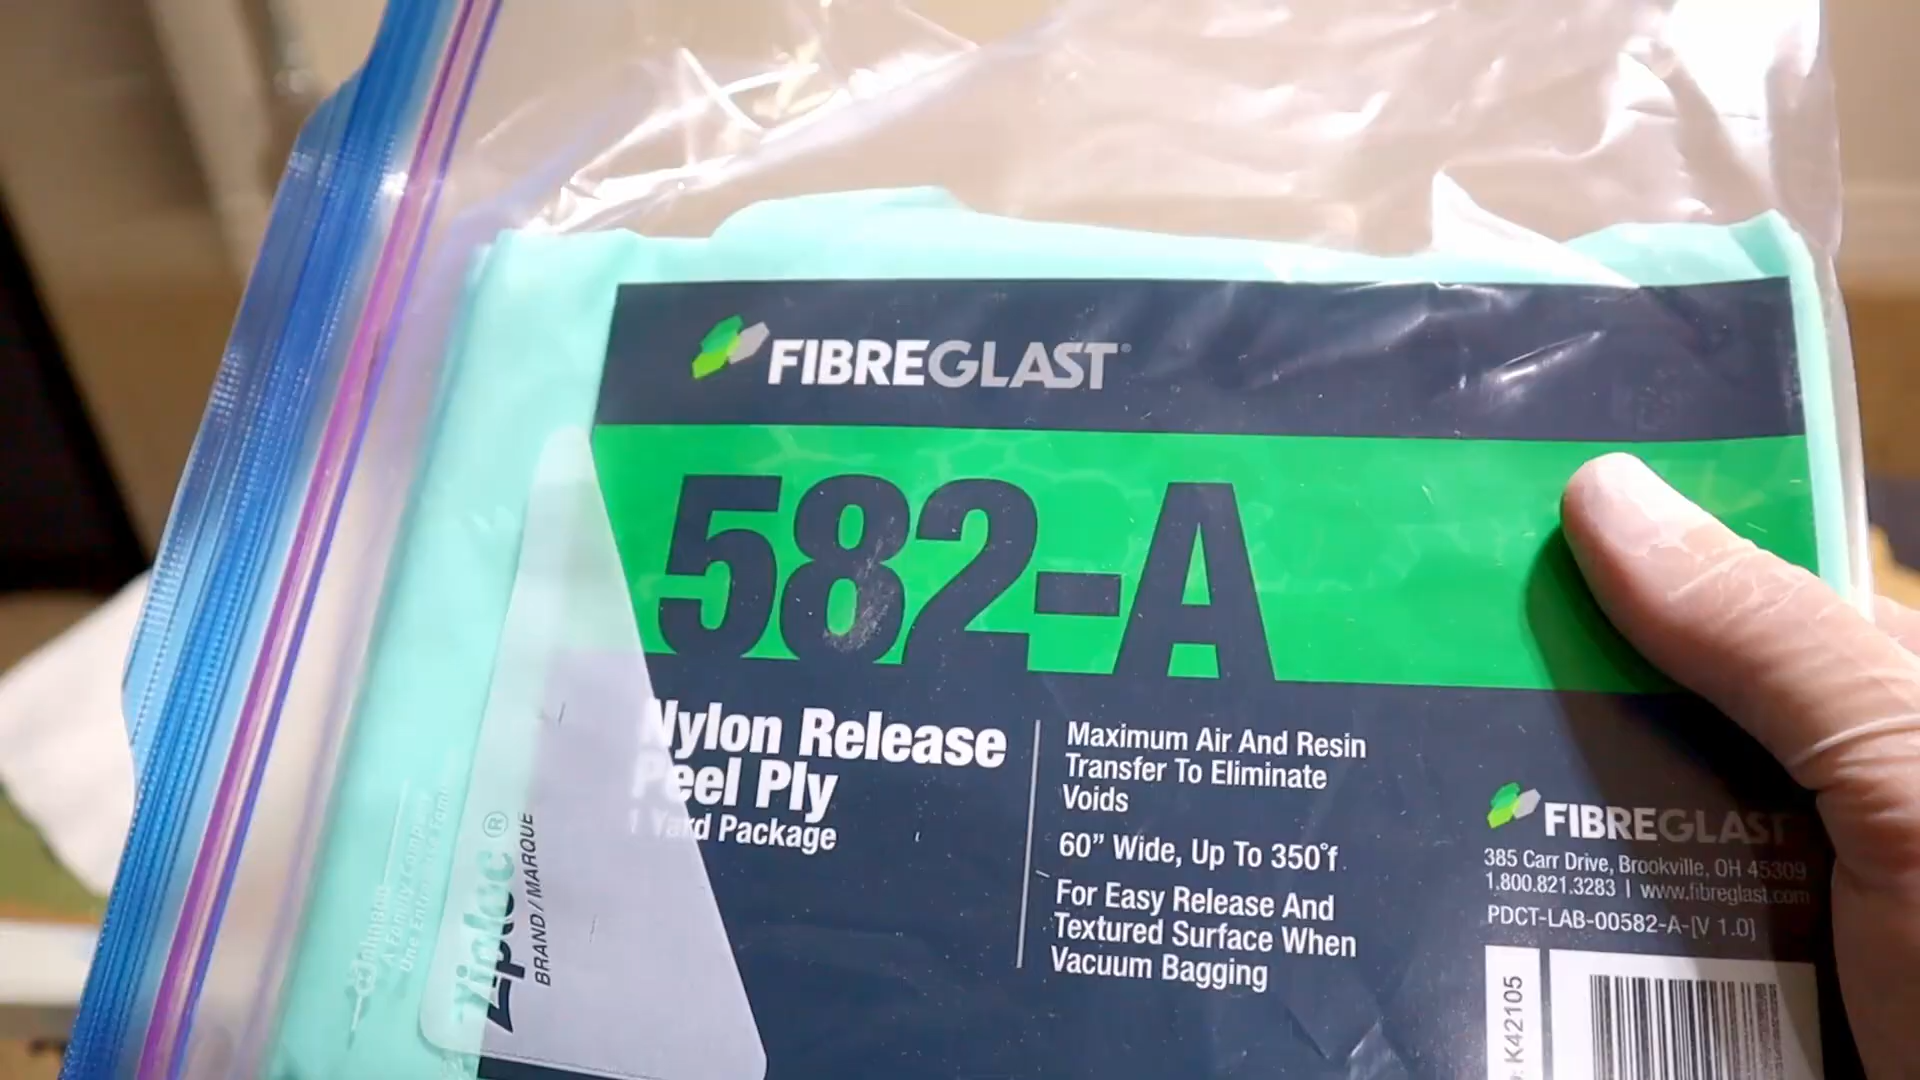 FIBREGLAST®
582-A
Nylon Release
Peel Ply
1 Yard Package
Maximum Air And Resin
Transfer To Eliminate
Voids
60” Wide, Up To 350°f
For Easy Release And
Textured Surface When
Vacuum Bagging
FIBREGLAST
385 Carr Drive, Brookville, OH 45309
1.800.821.3283 | www.fibreglast.com
PDCT-LAB-00582-A-[V 1.0]
K42105
Ziploc®
BRAND/MARQUE
A Family Company